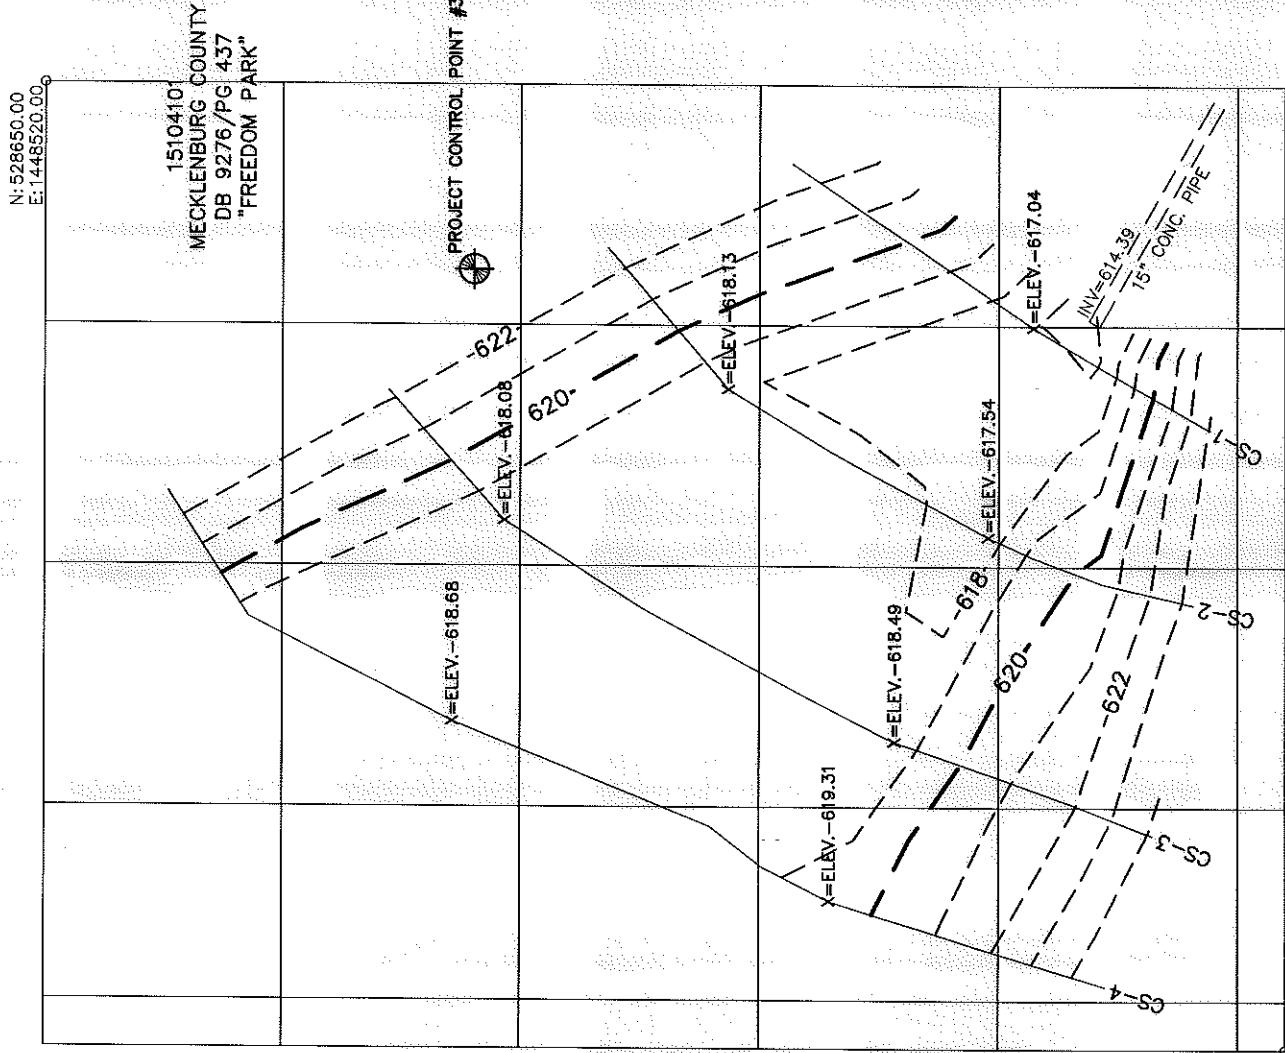 N: 528650.00
E: 1448520.00
15104101
MECKLENBURG COUNTY
DB 9276/PG 437
"FREEDOM PARK"
PROJECT CONTROL POINT #3
622
620
X=ELEV.-618.08
X=ELEV.-618.13
X=ELEV.-617.04
INV=614.39
15" CONC. PIPE
X=ELEV.-617.54
X=ELEV.-618.68
X=ELEV.-618.49
618
620
622
X=ELEV.-619.31
CS-1
CS-2
CS-3
CS-4